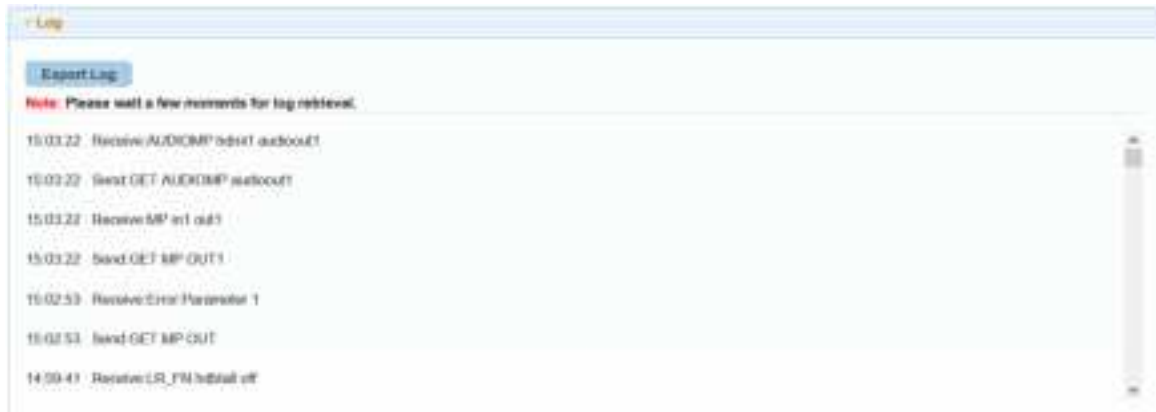 Log
Export Log
Note: Please wait a few moments for log retrieval.
15:03:22 Receive:AUDIOMP audioout1
15:03:22 Send:GET AUDIOMP audioout1
15:03:22 Receive:MP in1 out1
15:03:22 Send:GET MP OUT1
15:02:53 Receive:Error Parameter 1
15:02:53 Send:GET MP OUT
14:59:41 Receive:LR_FN off